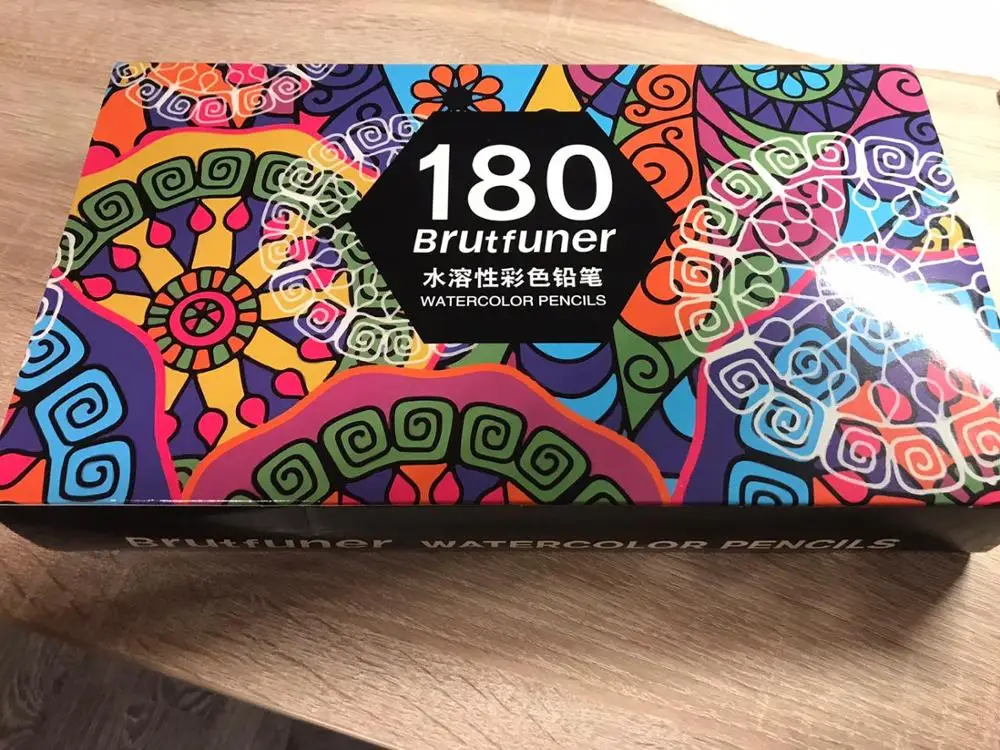 180
Brutfuner
水溶性彩色铅笔
WATERCOLOR PENCILS
Brutfuner WATERCOLOR PENCILS